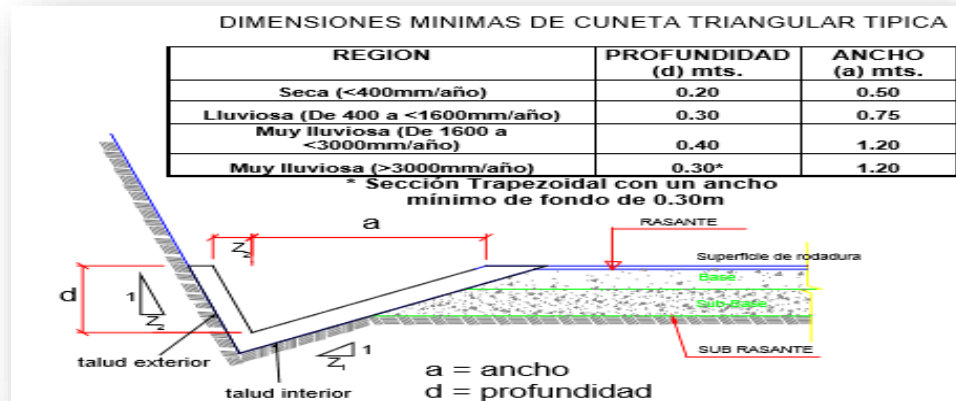 DIMENSIONES MINIMAS DE CUNETA TRIANGULAR TIPICA
REGION PROFUNDIDAD (d) mts. ANCHO (a) mts.
Seca (<400mm/año) 0.20 0.50
Lluviosa (De 400 a <1600mm/año) 0.30 0.75
Muy lluviosa (De 1600 a <3000mm/año) 0.40 1.20
Muy lluviosa (>3000mm/año) 0.30* 1.20
* Sección Trapezoidal con un ancho
mínimo de fondo de 0.30m
a
RASANTE
Z2
Superficie de rodadura
Base
d
1
Z2
Sub-Base
talud exterior
Z1
1
SUB RASANTE
talud interior
a = ancho
d = profundidad